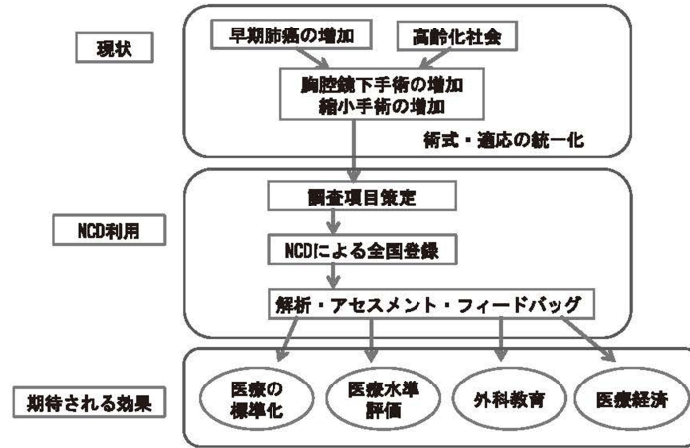 現状
早期肺癌の増加
高齢化社会
胸腔鏡下手術の増加
縮小手術の増加
術式・適応の統一化
NCD利用
調査項目策定
NCDによる全国登録
解析・アセスメント・フィードバッグ
期待される効果
医療の
標準化
医療水準
評価
外科教育
医療経済